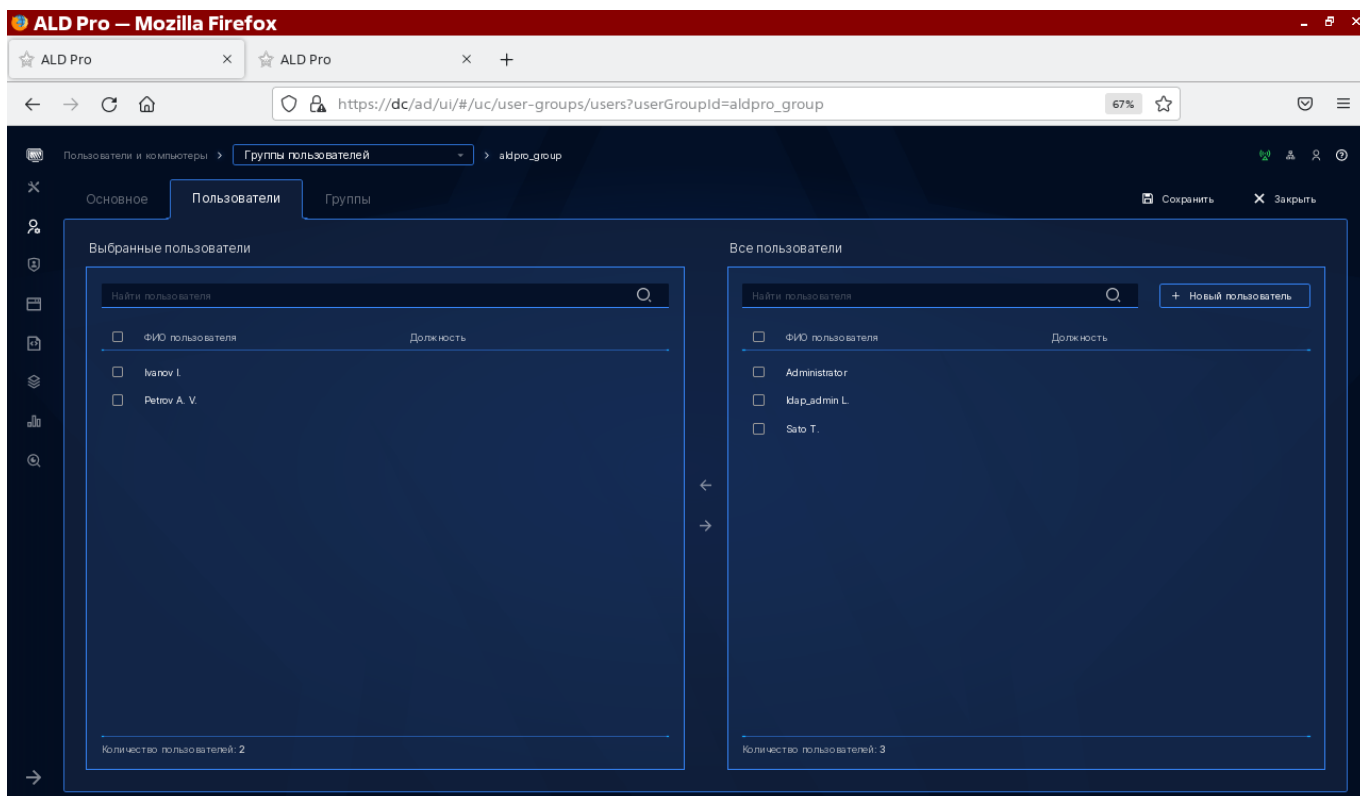 ALD Pro — Mozilla Firefox
ALD Pro
ALD Pro
https://dc/ad/ui/#/uc/user-groups/users?userGroupId=aldpro_group
67%
Пользователи и компьютеры > Группы пользователей > aldpro_group
Основное
Пользователи
Группы
Сохранить
Закрыть
Выбранные пользователи
Найти пользователя
ФИО пользователя Должность
Ivanov I.
Petrov A. V.
Количество пользователей: 2
Все пользователи
Найти пользователя
+ Новый пользователь
ФИО пользователя Должность
Administrator
ldap_admin L.
Sato T.
Количество пользователей: 3